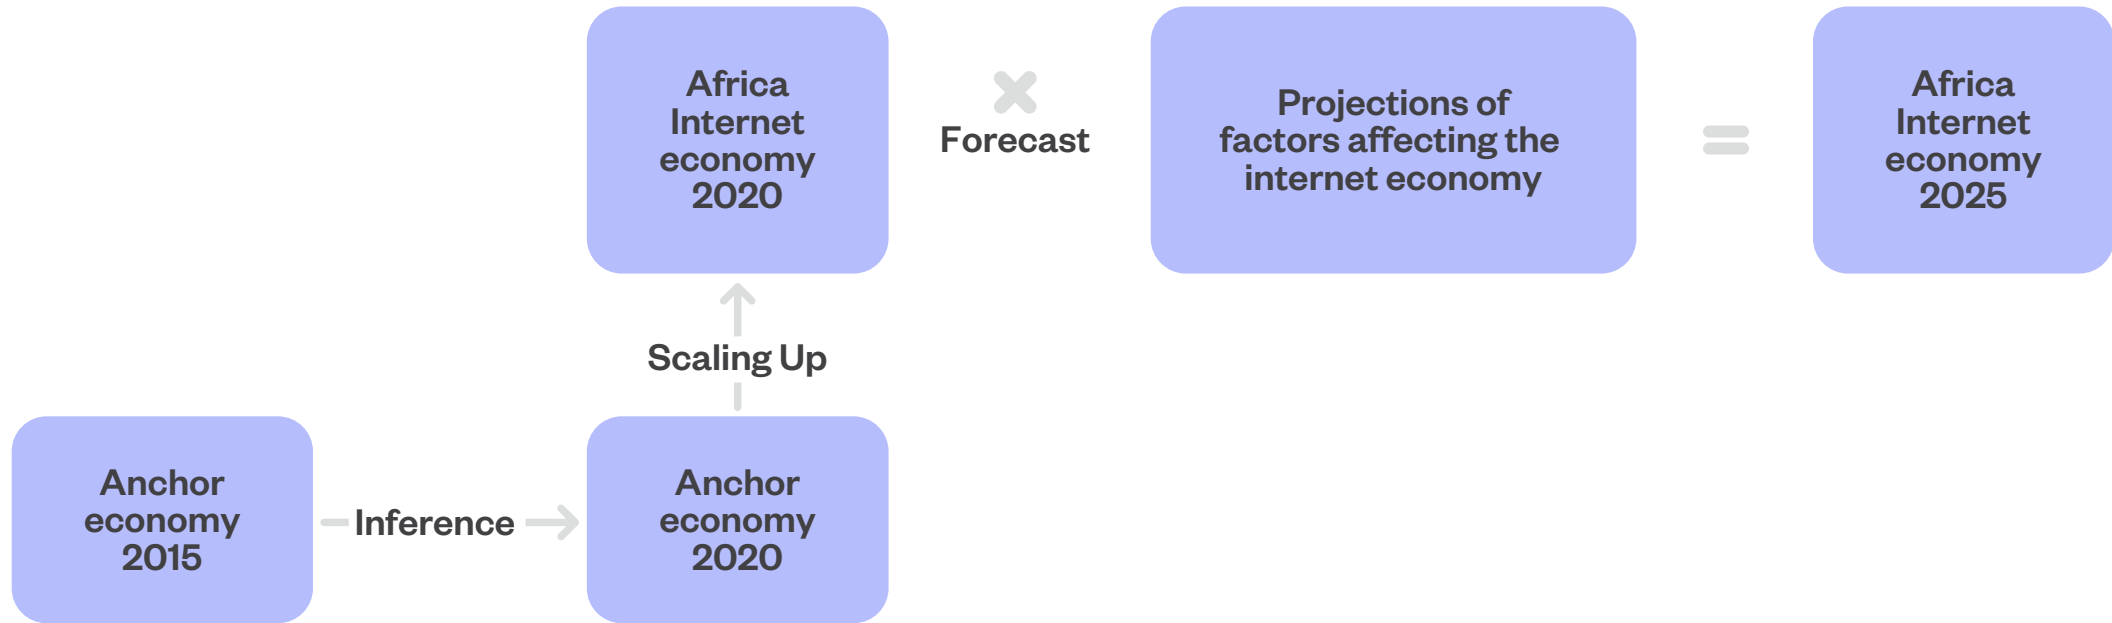 Africa
Internet
economy
2020
Forecast
Projections of
factors affecting the
internet economy
Africa
Internet
economy
2025
Scaling Up
Anchor
economy
2015
Inference
Anchor
economy
2020